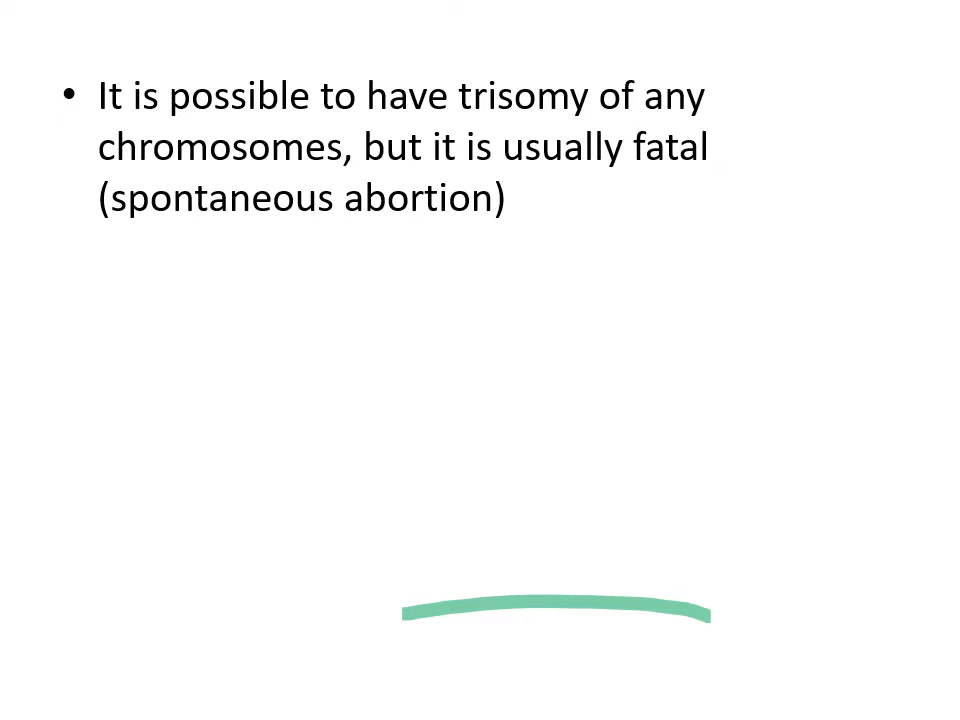 • It is possible to have trisomy of any
chromosomes, but it is usually fatal
(spontaneous abortion)